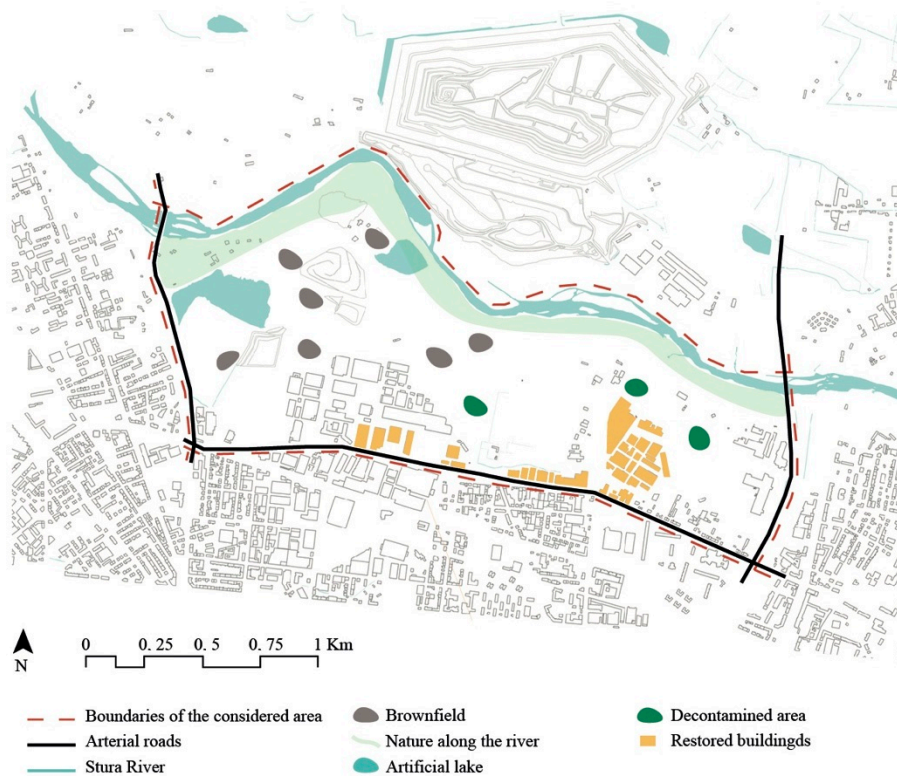 N
0 0.25 0. 5 0.75 1 Km
Boundaries of the considered area
Brownfield
Decontamined area
Arterial roads
Nature along the river
Restored buildingds
Stura River
Artificial lake